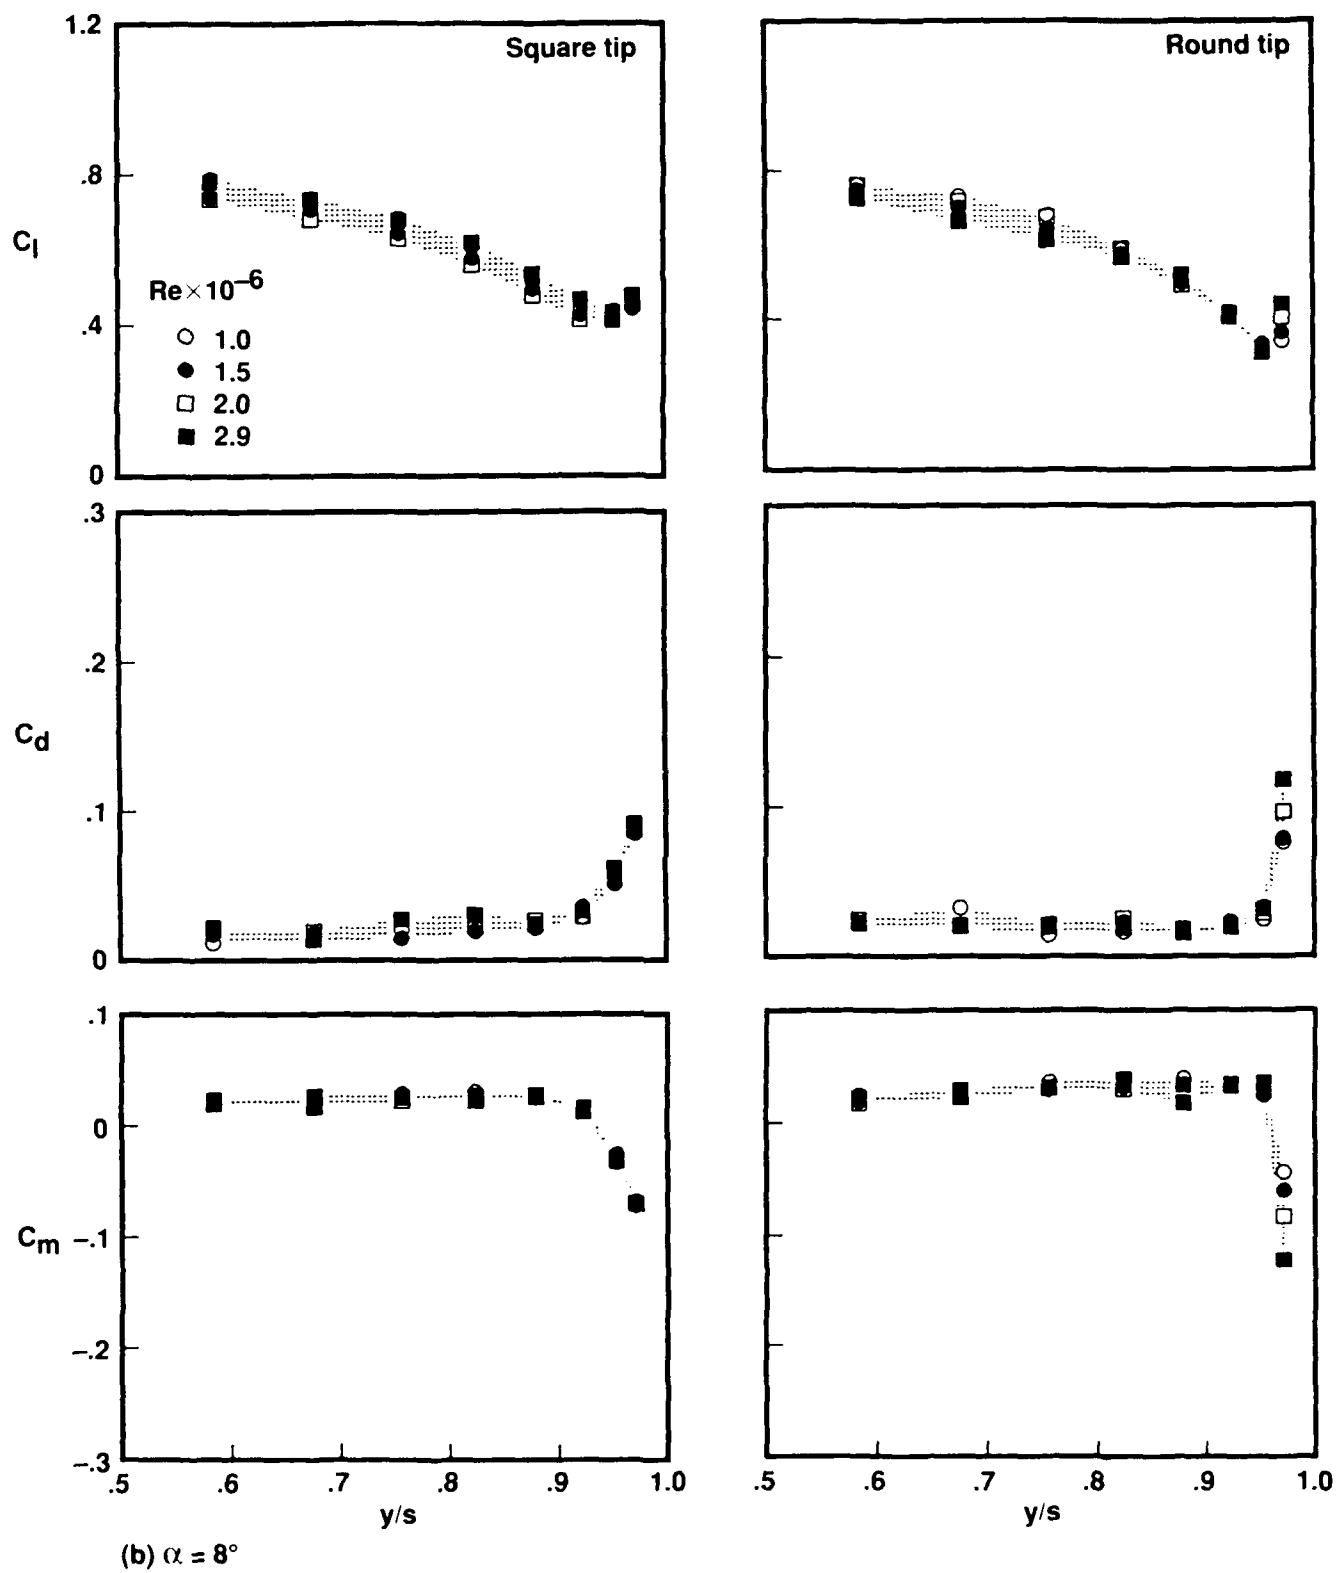 Square tip
Round tip
1.2
.8
.4
0
C_l
Re×10^-6
1.0
1.5
2.0
2.9
.3
.2
.1
0
C_d
.1
0
-.1
-.2
-.3
C_m
.5 .6 .7 .8 .9 1.0
y/s
.5 .6 .7 .8 .9 1.0
y/s
(b) α = 8°